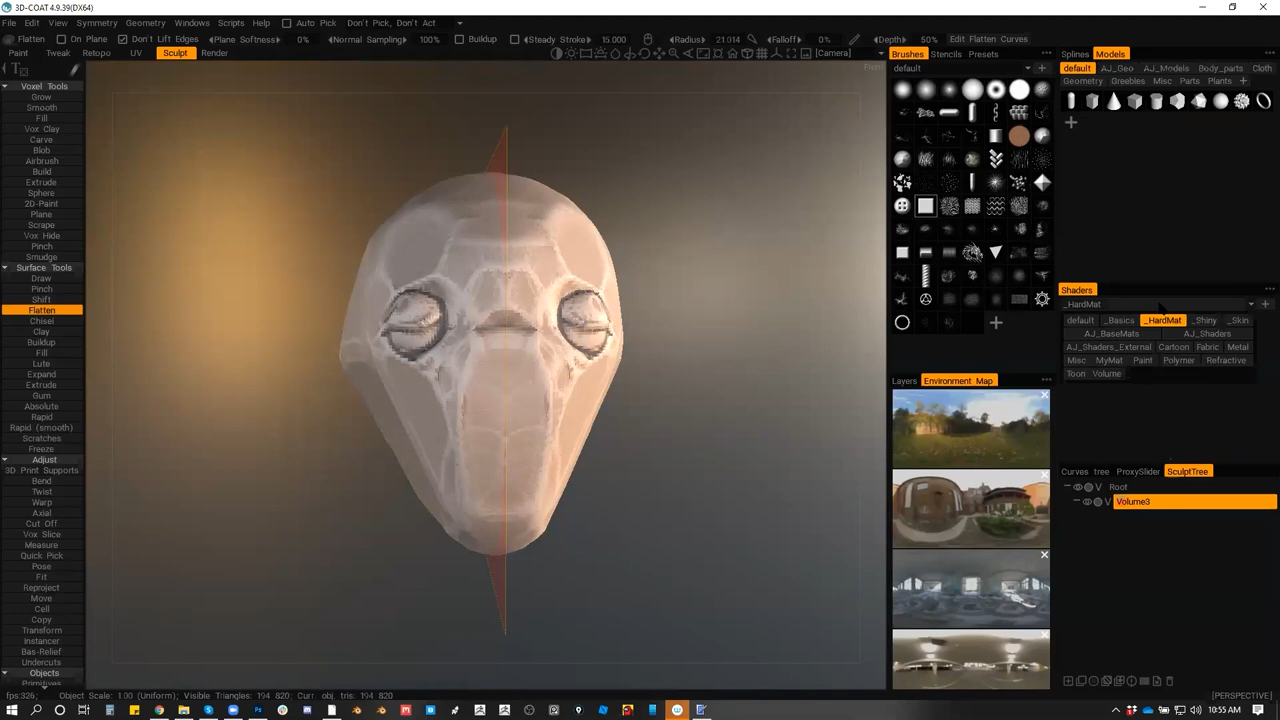 3D-COAT 4.9.39(DX64)
File Edit View Symmetry Geometry Windows Scripts Help Auto Pick Don't Pick, Don't Act
Flatten On Plane Don't Lift Edges Plane Softness 0% Normal Sampling 100% Buildup Steady Stroke 15.000 Radius 21.014 Falloff 0% Depth 50% Edit Flatten Curves
Paint Tweak Retopo UV Sculpt Render [Camera]
Brushes Stencils Presets
Splines Models
default
default AJ_Geo AJ_Models Body_parts Cloth
Geometry Greebles Misc Parts Plants
Voxel Tools
Grow
Smooth
Fill
Vox Clay
Carve
Blob
Airbrush
Build
Extrude
Sphere
2D-Paint
Plane
Scrape
Vox Hide
Pinch
Smudge
Surface Tools
Draw
Pinch
Shift
Flatten
Chisel
Clay
Buildup
Fill
Lute
Expand
Extrude
Gum
Absolute
Rapid
Rapid (smooth)
Scratches
Freeze
Adjust
3D Print Supports
Bend
Twist
Warp
Axial
Cut Off
Vox Slice
Measure
Quick Pick
Pose
Fit
Reproject
Move
Cell
Copy
Transform
Instancer
Bas-Relief
Undercuts
Objects
Primitives
Shaders
_HardMat
default _Basics _HardMat _Shiny _Skin
AJ_BaseMats AJ_Shaders
AJ_Shaders_External Cartoon Fabric Metal
Misc MyMat Paint Polymer Refractive
Toon Volume
Layers Environment Map
Curves tree ProxySlider SculptTree
V Root
V Volume3
fps:326; Object Scale: 1.00 (Uniform); Visible Triangles: 194 820; Curr. obj. tris: 194 820;
[PERSPECTIVE]
10:55 AM